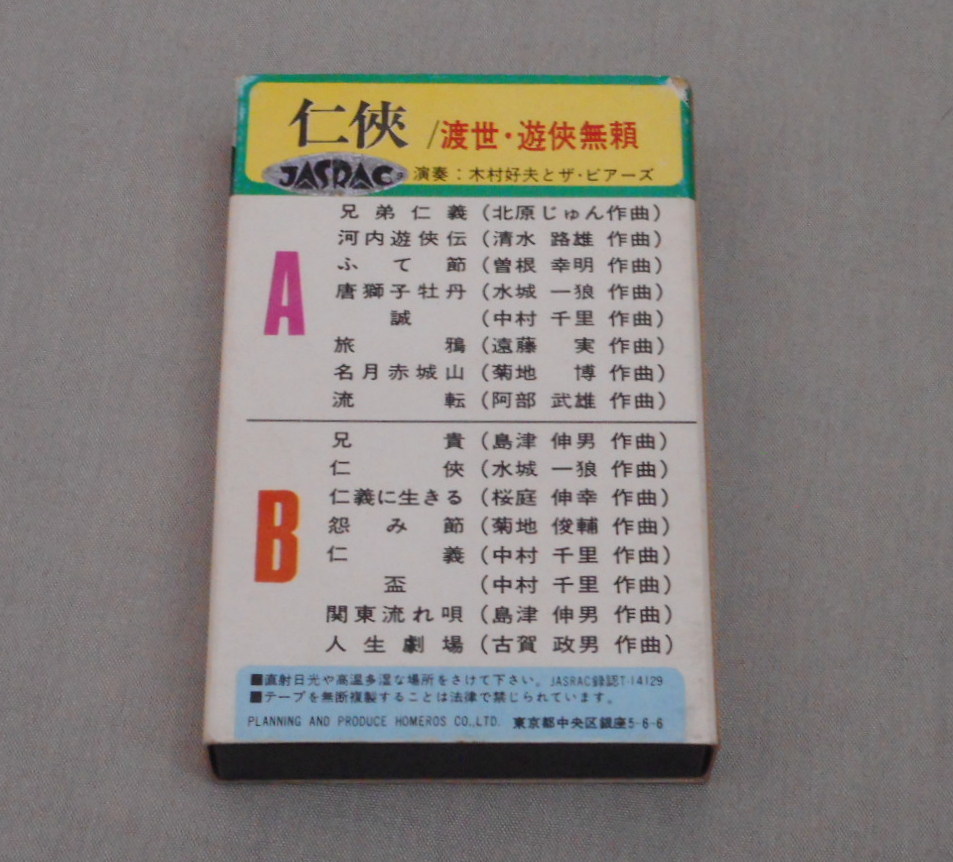 仁俠/渡世・遊俠無頼
JASRAC 演奏：木村好夫とザ・ビアーズ
A
兄弟仁義(北原じゅん作曲)
河内遊俠伝(清水 路雄 作曲)
ふて節(曽根 幸明 作曲)
唐獅子牡丹(水城 一狼 作曲)
誠(中村 千里 作曲)
旅鴉(遠藤 実 作曲)
名月赤城山(菊地 博 作曲)
流転(阿部 武雄 作曲)
B
兄貴(島津 伸男 作曲)
仁俠(水城 一狼 作曲)
仁義に生きる(桜庭 伸幸 作曲)
怨み節(菊地 俊輔 作曲)
仁義(中村 千里 作曲)
盃(中村 千里 作曲)
関東流れ唄(島津 伸男 作曲)
人生劇場(古賀 政男 作曲)
■直射日光や高温多湿な場所をさけて下さい。JASRAC録認T-14129
■テープを無断複製することは法律で禁じられています。
PLANNING AND PRODUCE HOMEROS CO.,LTD. 東京都中央区銀座5-6-6